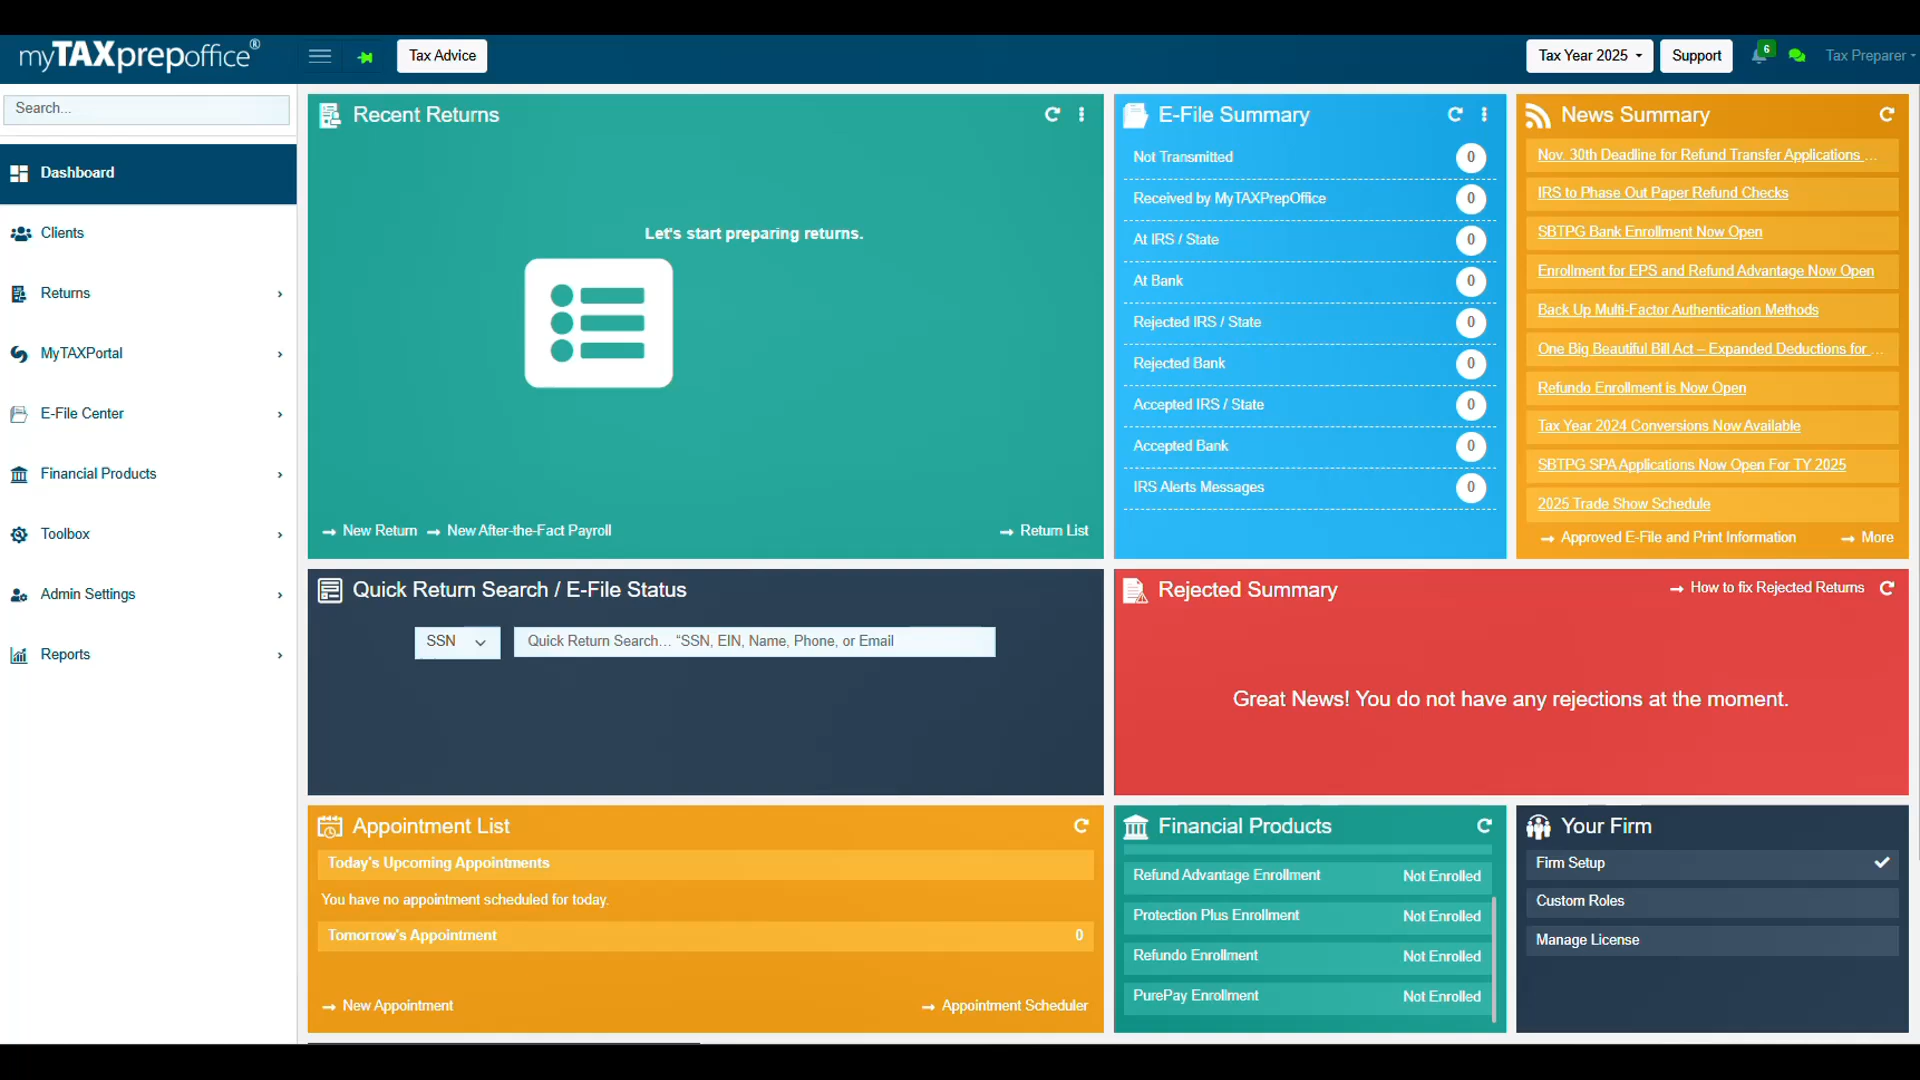 myTAXprepoffice®
Tax Advice
Tax Year 2025
Support
6
Tax Preparer
Search...
Dashboard
Clients
Returns
MyTAXPortal
E-File Center
Financial Products
Toolbox
Admin Settings
Reports
Recent Returns
Let's start preparing returns.
New Return
New After-the-Fact Payroll
Return List
E-File Summary
Not Transmitted 0
Received by MyTAXPrepOffice 0
At IRS / State 0
At Bank 0
Rejected IRS / State 0
Rejected Bank 0
Accepted IRS / State 0
Accepted Bank 0
IRS Alerts Messages 0
News Summary
Nov. 30th Deadline for Refund Transfer Applications ...
IRS to Phase Out Paper Refund Checks
SBTPG Bank Enrollment Now Open
Enrollment for EPS and Refund Advantage Now Open
Back Up Multi-Factor Authentication Methods
One Big Beautiful Bill Act – Expanded Deductions for ...
Refundo Enrollment is Now Open
Tax Year 2024 Conversions Now Available
SBTPG SPA Applications Now Open For TY 2025
2025 Trade Show Schedule
Approved E-File and Print Information
More
Quick Return Search / E-File Status
SSN
Quick Return Search... “SSN, EIN, Name, Phone, or Email
Rejected Summary
How to fix Rejected Returns
Great News! You do not have any rejections at the moment.
Appointment List
Today's Upcoming Appointments
You have no appointment scheduled for today.
Tomorrow's Appointment 0
New Appointment
Appointment Scheduler
Financial Products
Refund Advantage Enrollment Not Enrolled
Protection Plus Enrollment Not Enrolled
Refundo Enrollment Not Enrolled
PurePay Enrollment Not Enrolled
Your Firm
Firm Setup
Custom Roles
Manage License